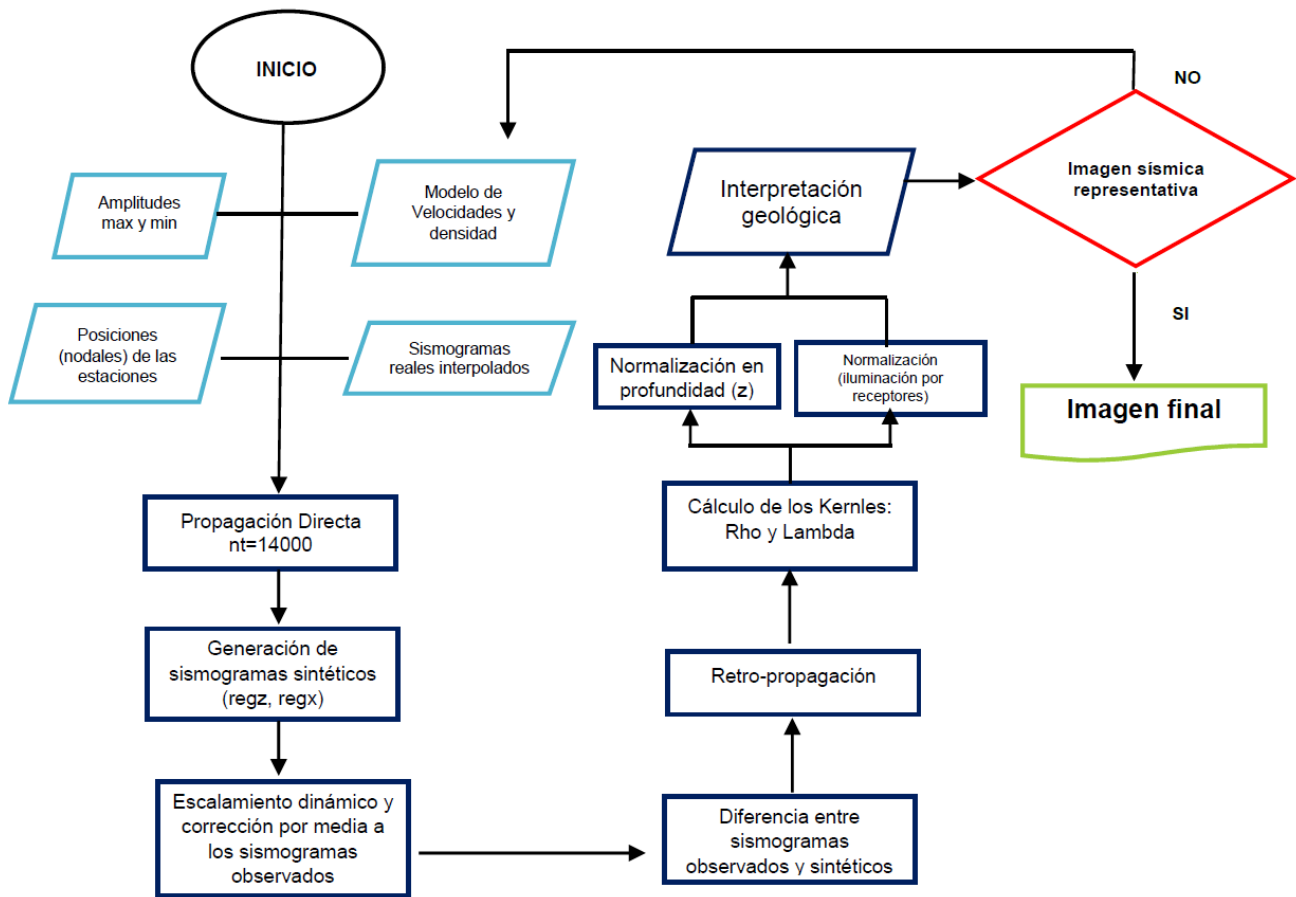 INICIO
Amplitudes
max y min
Modelo de
Velocidades y
densidad
Posiciones
(nodales) de las
estaciones
Sismogramas
reales interpolados
Propagación Directa
nt=14000
Generación de
sismogramas sintéticos
(regz, regx)
Escalamiento dinámico y
corrección por media a
los sismogramas
observados
Diferencia entre
sismogramas
observados y sintéticos
Retro-propagación
Cálculo de los Kernles:
Rho y Lambda
Normalización en
profundidad (z)
Normalización
(iluminación por
receptores)
Interpretación
geológica
Imagen sísmica
representativa
NO
SI
Imagen final